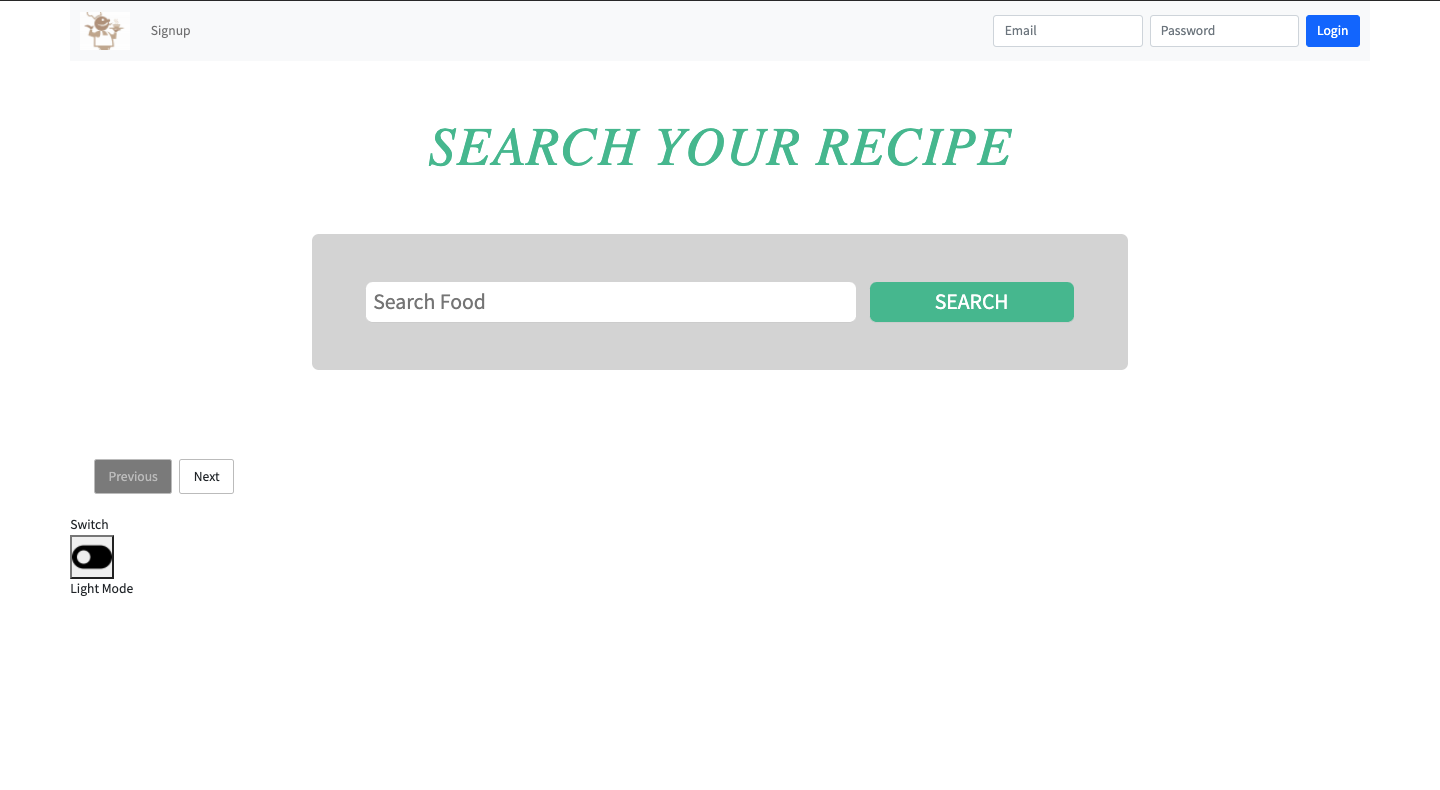 Signup
Email
Password
Login
SEARCH YOUR RECIPE
Search Food
SEARCH
Previous
Next
Switch
Light Mode